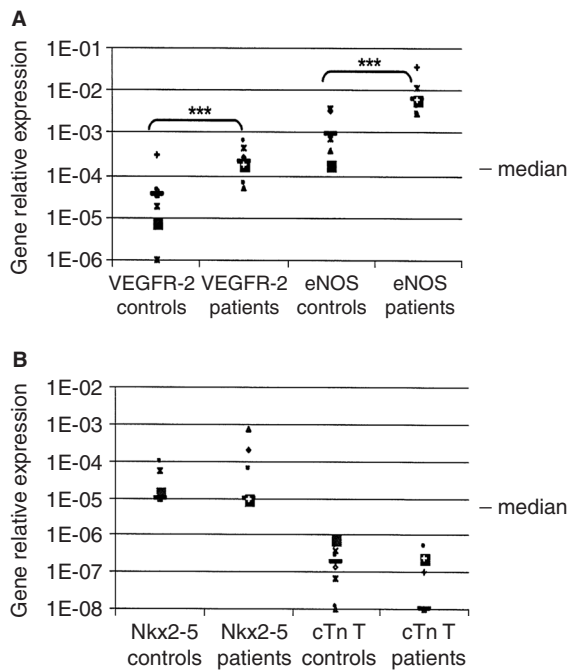 A
Gene relative expression
1E-01
1E-02
1E-03
1E-04
1E-05
1E-06
***
***
– median
VEGFR-2 controls
VEGFR-2 patients
eNOS controls
eNOS patients
B
Gene relative expression
1E-02
1E-03
1E-04
1E-05
1E-06
1E-07
1E-08
– median
Nkx2-5 controls
Nkx2-5 patients
cTn T controls
cTn T patients